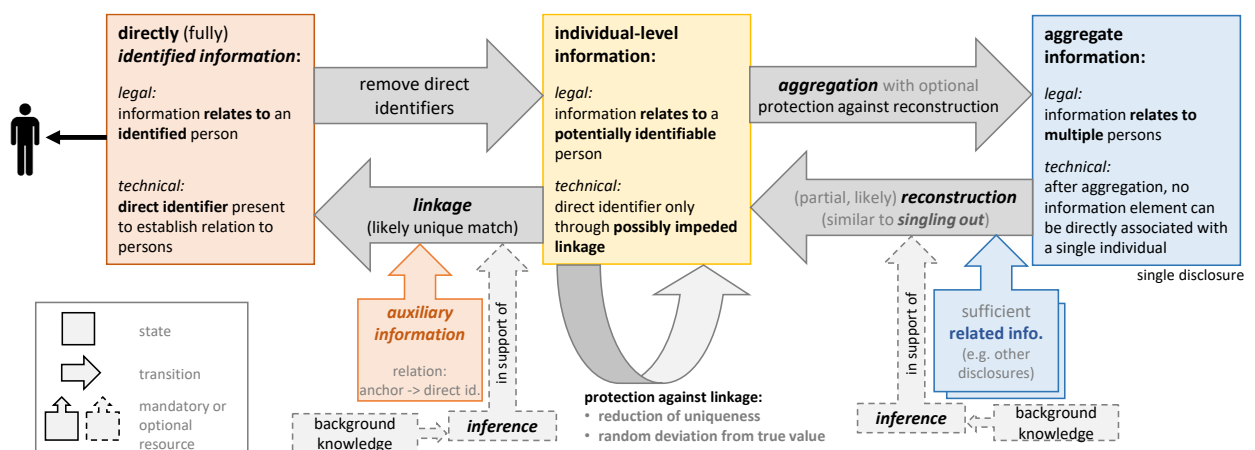 directly (fully)
identified information:
legal:
information relates to an
identified person
technical:
direct identifier present
to establish relation to
persons
remove direct
identifiers
linkage
(likely unique match)
individual-level
information:
legal:
information relates to a
potentially identifiable
person
technical:
direct identifier only
through possibly impeded
linkage
aggregation with optional
protection against reconstruction
(partial, likely) reconstruction
(similar to singling out)
aggregate
information:
legal:
information relates to
multiple persons
technical:
after aggregation, no
information element can
be directly associated with
a single individual
single disclosure
state
transition
mandatory or
optional
resource
auxiliary
information
relation:
anchor -> direct id.
in support of
background
knowledge
inference
protection against linkage:
• reduction of uniqueness
• random deviation from true value
in support of
sufficient
related info.
(e.g. other
disclosures)
inference
background
knowledge